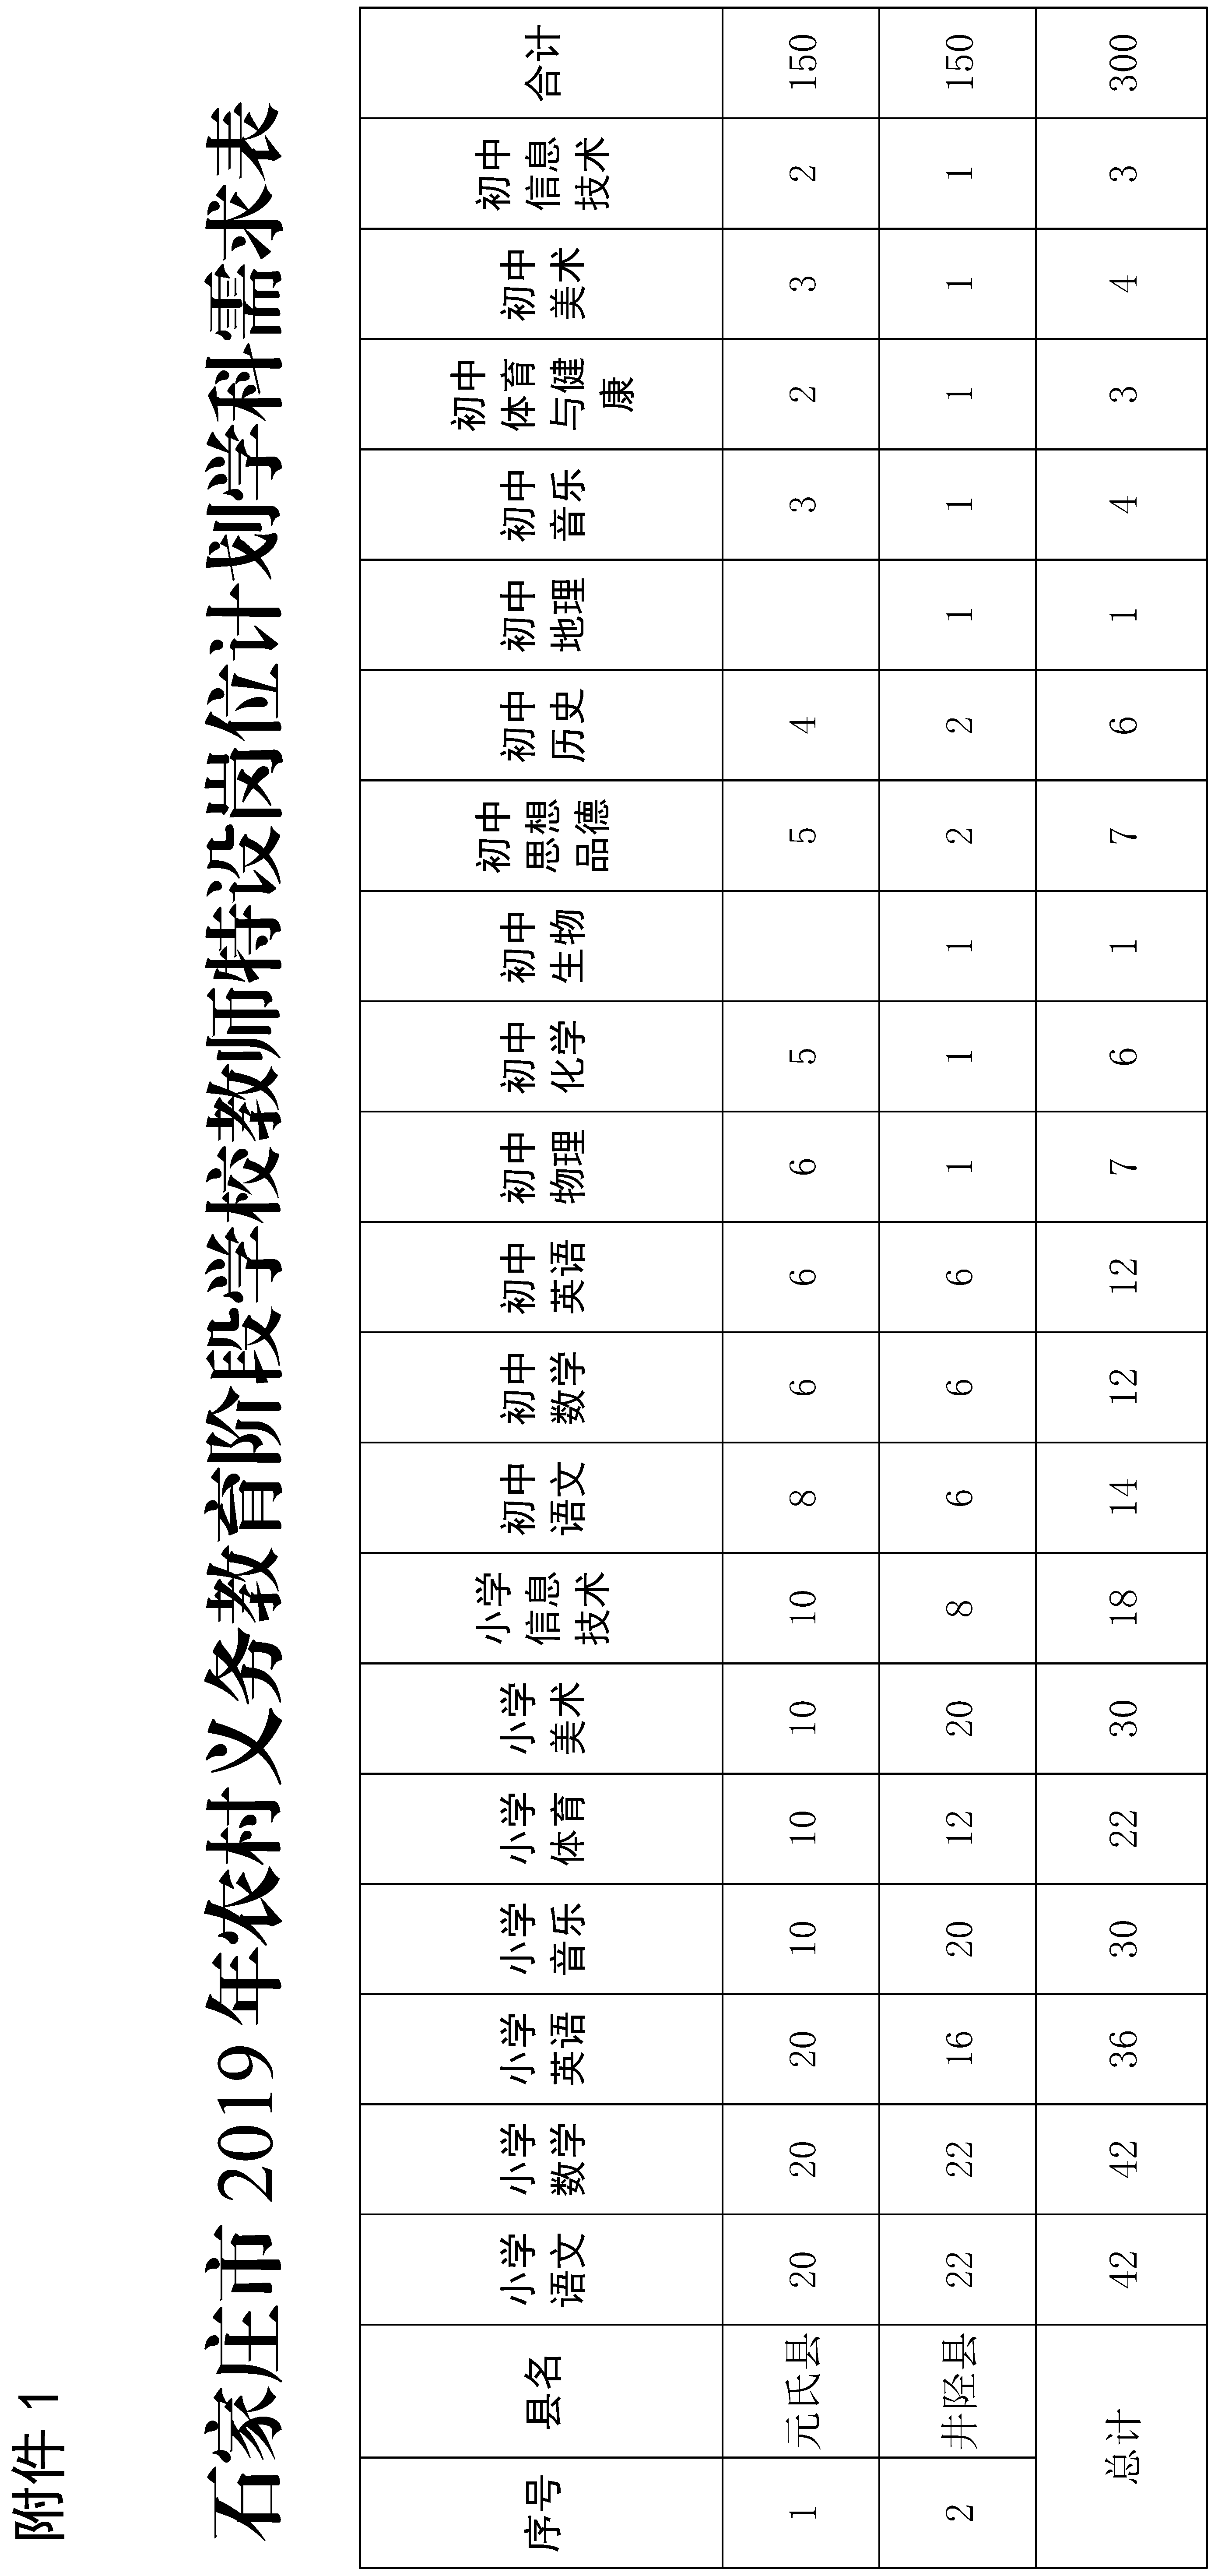 附件 1
石家庄市 2019 年农村义务教育阶段学校教师特设岗位计划学科需求表
序号 县名 小学语文 小学数学 小学英语 小学音乐 小学体育 小学美术 小学信息技术 初中语文 初中数学 初中英语 初中物理 初中化学 初中生物 初中思想品德 初中历史 初中地理 初中音乐 初中体育与健康 初中美术 初中信息技术 合计
1 元氏县 20 20 20 10 10 10 10 8 6 6 6 5 5 4 3 2 3 2 150
2 井陉县 22 22 16 20 12 20 8 6 6 6 1 1 1 2 2 1 1 1 1 1 150
总计 42 42 36 30 22 30 18 14 12 12 7 6 1 7 6 1 4 3 4 3 300